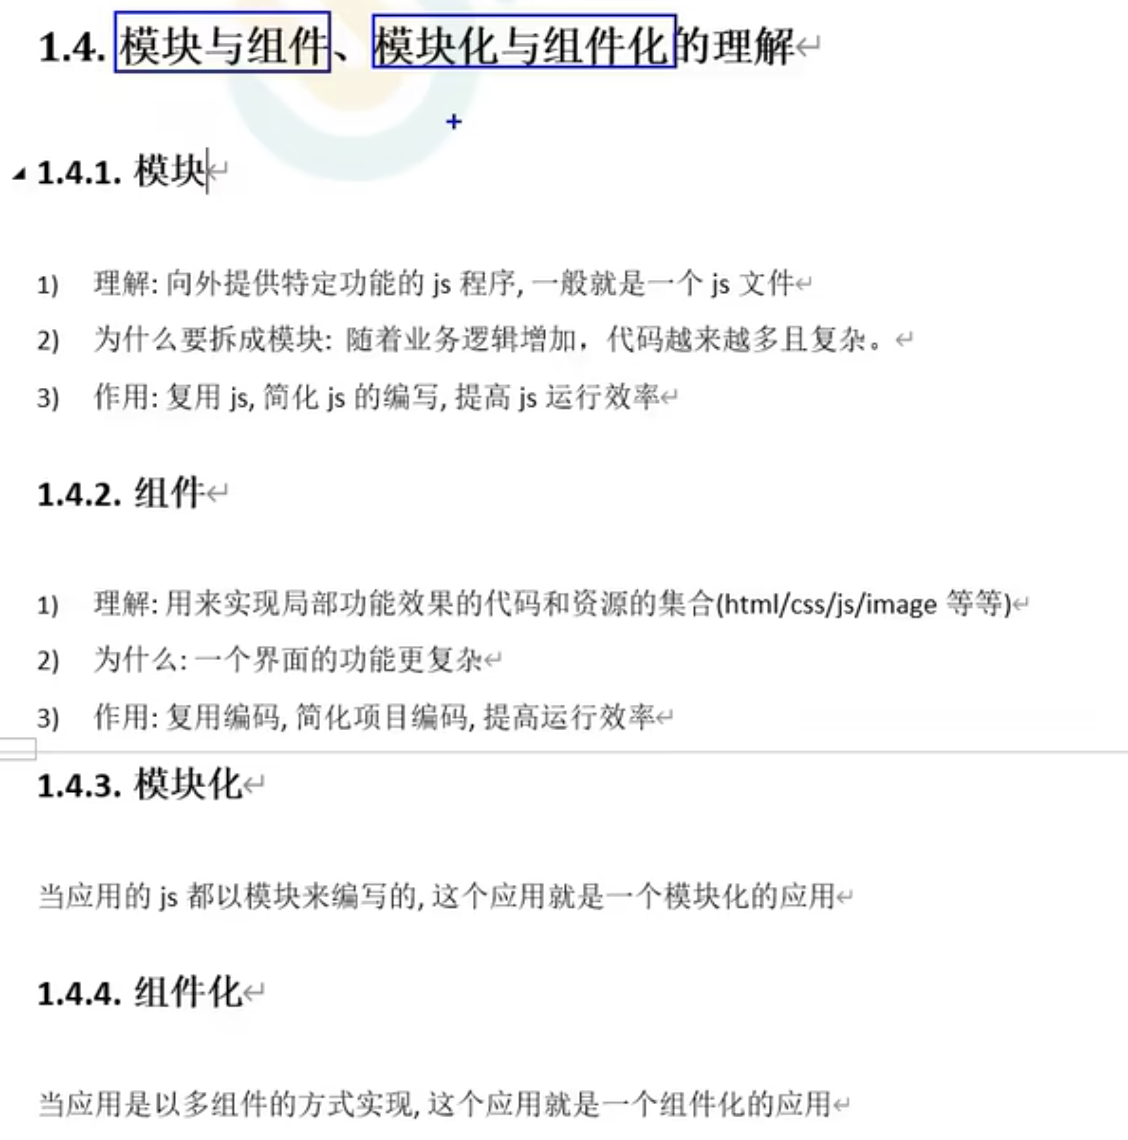 1.4. 模块与组件、模块化与组件化的理解
1.4.1. 模块
1) 理解: 向外提供特定功能的 js 程序, 一般就是一个 js 文件
2) 为什么要拆成模块: 随着业务逻辑增加，代码越来越多且复杂。
3) 作用: 复用 js, 简化 js 的编写, 提高 js 运行效率
1.4.2. 组件
1) 理解: 用来实现局部功能效果的代码和资源的集合(html/css/js/image 等等)
2) 为什么: 一个界面的功能更复杂
3) 作用: 复用编码, 简化项目编码, 提高运行效率
1.4.3. 模块化
当应用的 js 都以模块来编写的, 这个应用就是一个模块化的应用
1.4.4. 组件化
当应用是以多组件的方式实现, 这个应用就是一个组件化的应用